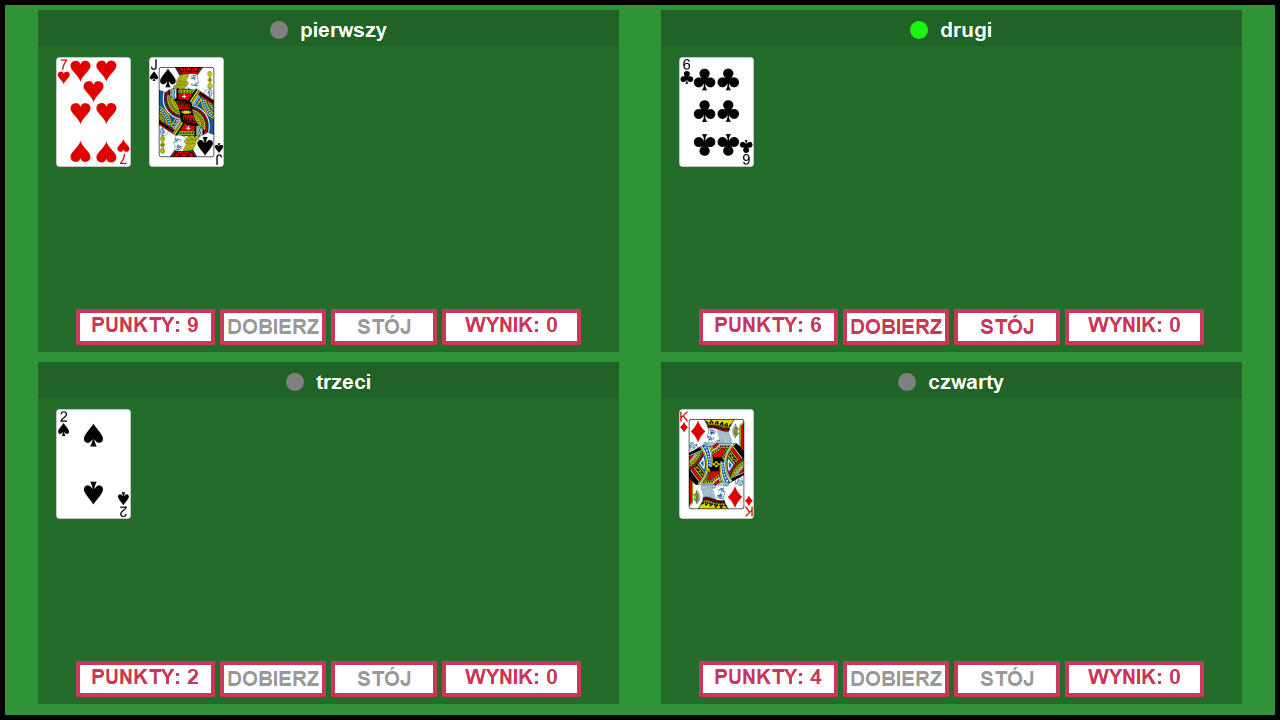 pierwszy
7
J
7
J
PUNKTY: 9 DOBIERZ STÓJ WYNIK: 0
drugi
6
6
PUNKTY: 6 DOBIERZ STÓJ WYNIK: 0
trzeci
2
2
PUNKTY: 2 DOBIERZ STÓJ WYNIK: 0
czwarty
K
K
PUNKTY: 4 DOBIERZ STÓJ WYNIK: 0